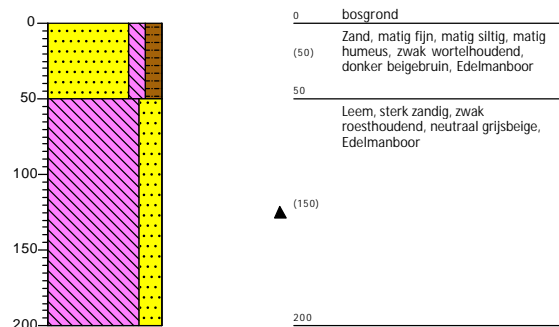 0
50
100
150
200
0 bosgrond
Zand, matig fijn, matig siltig, matig
(50) humeus, zwak wortelhoudend,
donker beigebruin, Edelmanboor
50
Leem, sterk zandig, zwak
roesthoudend, neutraal grijsbeige,
Edelmanboor
(150)
200